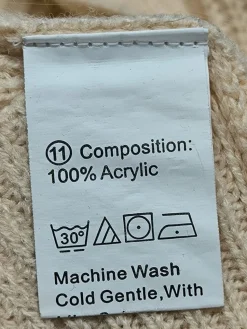 ⑪ Composition:
100% Acrylic
30°
Machine Wash
Cold Gentle,With